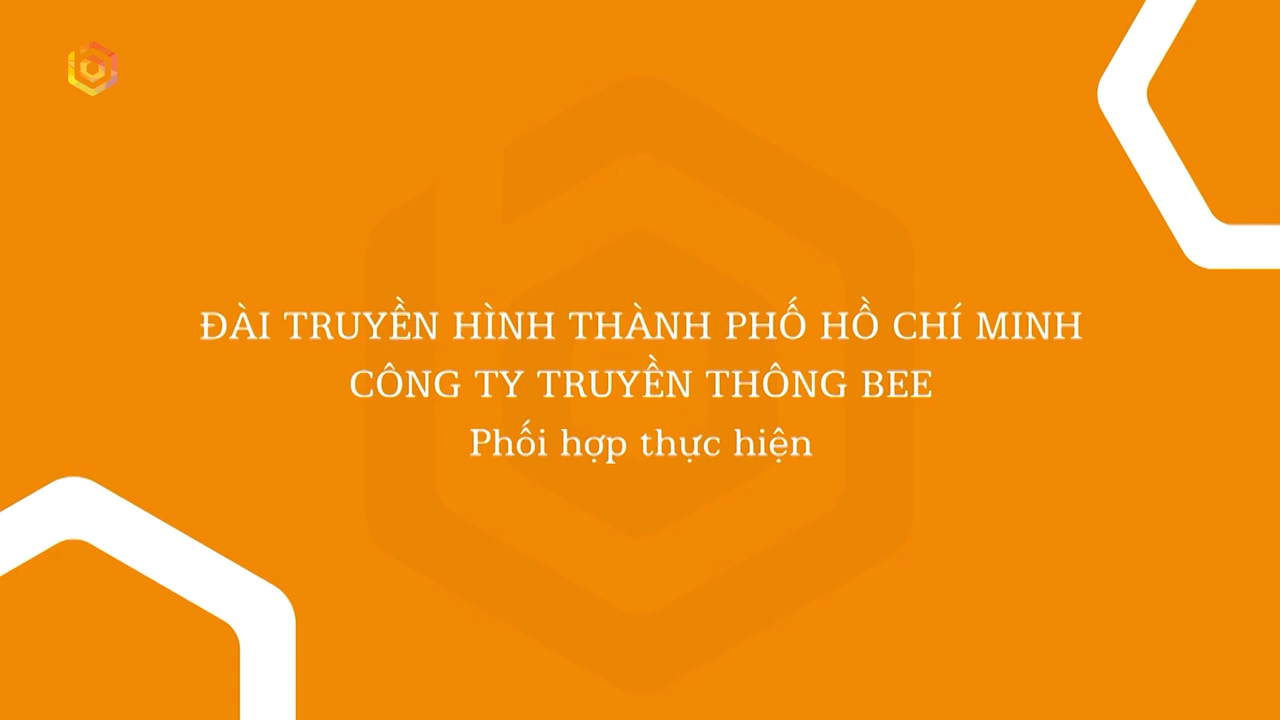 ĐÀI TRUYỀN HÌNH THÀNH PHỐ HỒ CHÍ MINH
CÔNG TY TRUYỀN THÔNG BEE
Phối hợp thực hiện